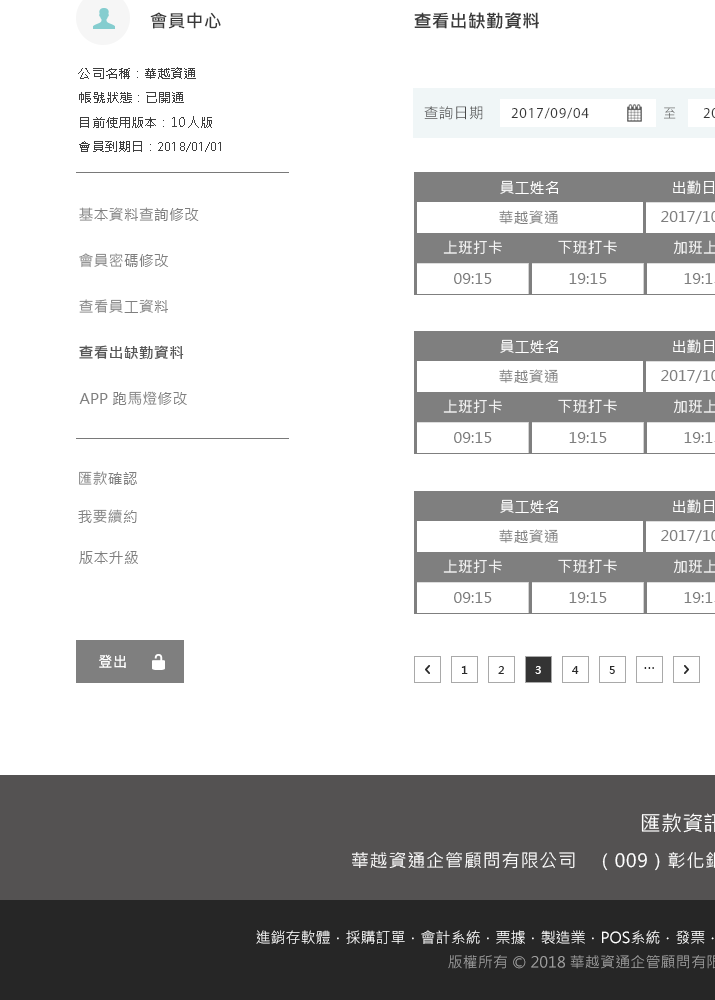 會員中心
公司名稱：華越資通
帳號狀態：已開通
目前使用版本：10人版
會員到期日：2018/01/01
基本資料查詢修改
會員密碼修改
查看員工資料
查看出缺勤資料
APP 跑馬燈修改
匯款確認
我要續約
版本升級
登出
查看出缺勤資料
查詢日期 2017/09/04 至 20
員工姓名 出勤日
華越資通 2017/10
上班打卡 下班打卡 加班上
09:15 19:15 19:1
員工姓名 出勤日
華越資通 2017/10
上班打卡 下班打卡 加班上
09:15 19:15 19:1
員工姓名 出勤日
華越資通 2017/10
上班打卡 下班打卡 加班上
09:15 19:15 19:1
‹ 1 2 3 4 5 ··· ›
匯款資訊
華越資通企管顧問有限公司 （009）彰化銀
進銷存軟體．採購訂單．會計系統．票據．製造業．POS系統．發票．
版權所有 © 2018 華越資通企管顧問有限